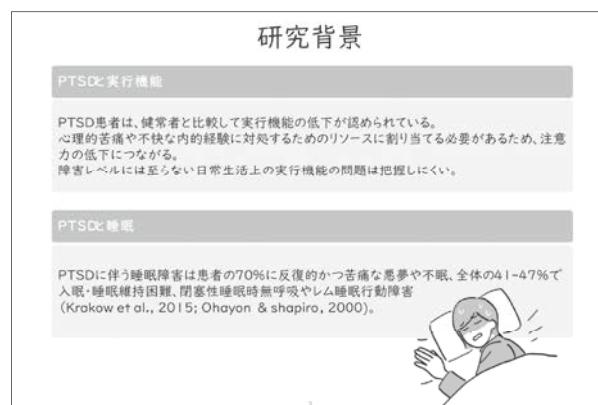 研究背景
PTSDと実行機能
PTSD患者は、健常者と比較して実行機能の低下が認められている。
心理的苦痛や不快な内的経験に対処するためのリソースに割り当てる必要があるため、注意
力の低下につながる。
障害レベルには至らない日常生活上の実行機能の問題は把握しにくい。
PTSDと睡眠
PTSDに伴う睡眠障害は患者の70%に反復的かつ苦痛な悪夢や不眠、全体の41-47%で
入眠・睡眠維持困難、閉塞性睡眠時無呼吸やレム睡眠行動障害
(Krakow et al., 2015; Ohayon & shapiro, 2000)。